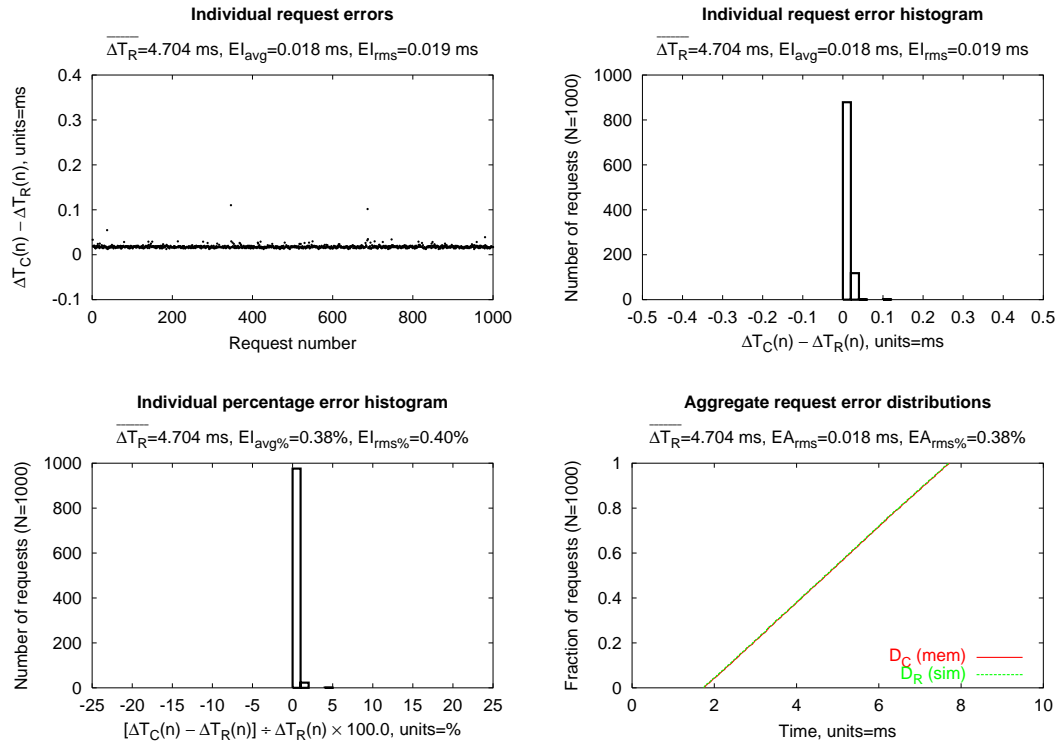 Individual request errors
ΔT_R=4.704 ms, EI_avg=0.018 ms, EI_rms=0.019 ms
ΔT_C(n) − ΔT_R(n), units=ms
0.4
0.3
0.2
0.1
0
-0.1
0 200 400 600 800 1000
Request number
Individual request error histogram
ΔT_R=4.704 ms, EI_avg=0.018 ms, EI_rms=0.019 ms
Number of requests (N=1000)
1000
800
600
400
200
0
-0.5 -0.4 -0.3 -0.2 -0.1 0 0.1 0.2 0.3 0.4 0.5
ΔT_C(n) − ΔT_R(n), units=ms
Individual percentage error histogram
ΔT_R=4.704 ms, EI_avg%=0.38%, EI_rms%=0.40%
Number of requests (N=1000)
1000
800
600
400
200
0
-25 -20 -15 -10 -5 0 5 10 15 20 25
[ΔT_C(n) − ΔT_R(n)] ÷ ΔT_R(n) × 100.0, units=%
Aggregate request error distributions
ΔT_R=4.704 ms, EA_rms=0.018 ms, EA_rms%=0.38%
Fraction of requests (N=1000)
1
0.8
0.6
0.4
0.2
0
D_C (mem)
D_R (sim)
0 2 4 6 8 10
Time, units=ms